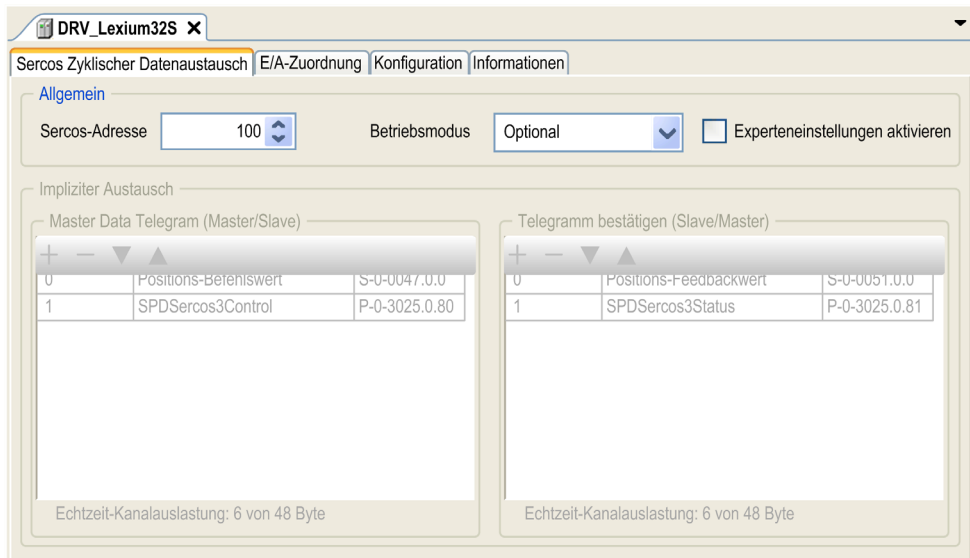 DRV_Lexium32S
Sercos Zyklischer Datenaustausch E/A-Zuordnung Konfiguration Informationen
Allgemein
Sercos-Adresse 100 Betriebsmodus Optional Experteneinstellungen aktivieren
Impliziter Austausch
Master Data Telegram (Master/Slave)
0 Positions-Befehlswert S-0-0047.0.0
1 SPDSercos3Control P-0-3025.0.80
Echtzeit-Kanalauslastung: 6 von 48 Byte
Telegramm bestätigen (Slave/Master)
0 Positions-Feedbackwert S-0-0051.0.0
1 SPDSercos3Status P-0-3025.0.81
Echtzeit-Kanalauslastung: 6 von 48 Byte